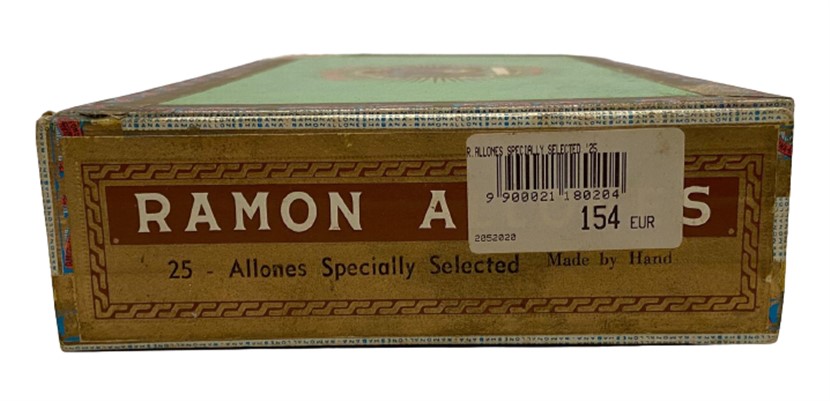 R.ALLONES SPECIALLY SELECTED '25
9 900021 180204
154 EUR
2052020
RAMON A S
25 - Allones Specially Selected Made by Hand